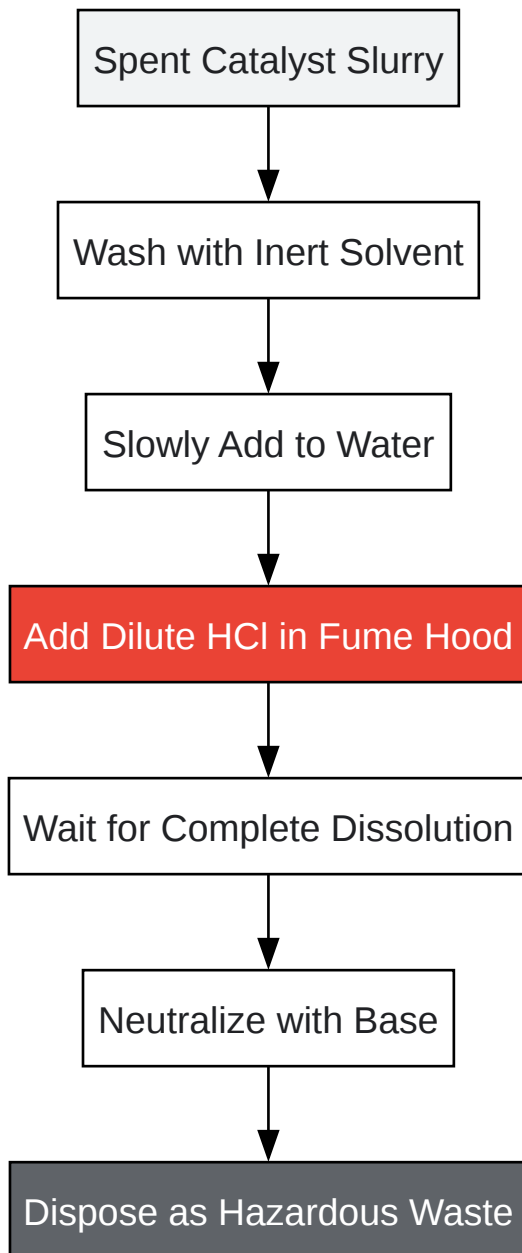 Spent Catalyst Slurry
Wash with Inert Solvent
Slowly Add to Water
Add Dilute HCl in Fume Hood
Wait for Complete Dissolution
Neutralize with Base
Dispose as Hazardous Waste